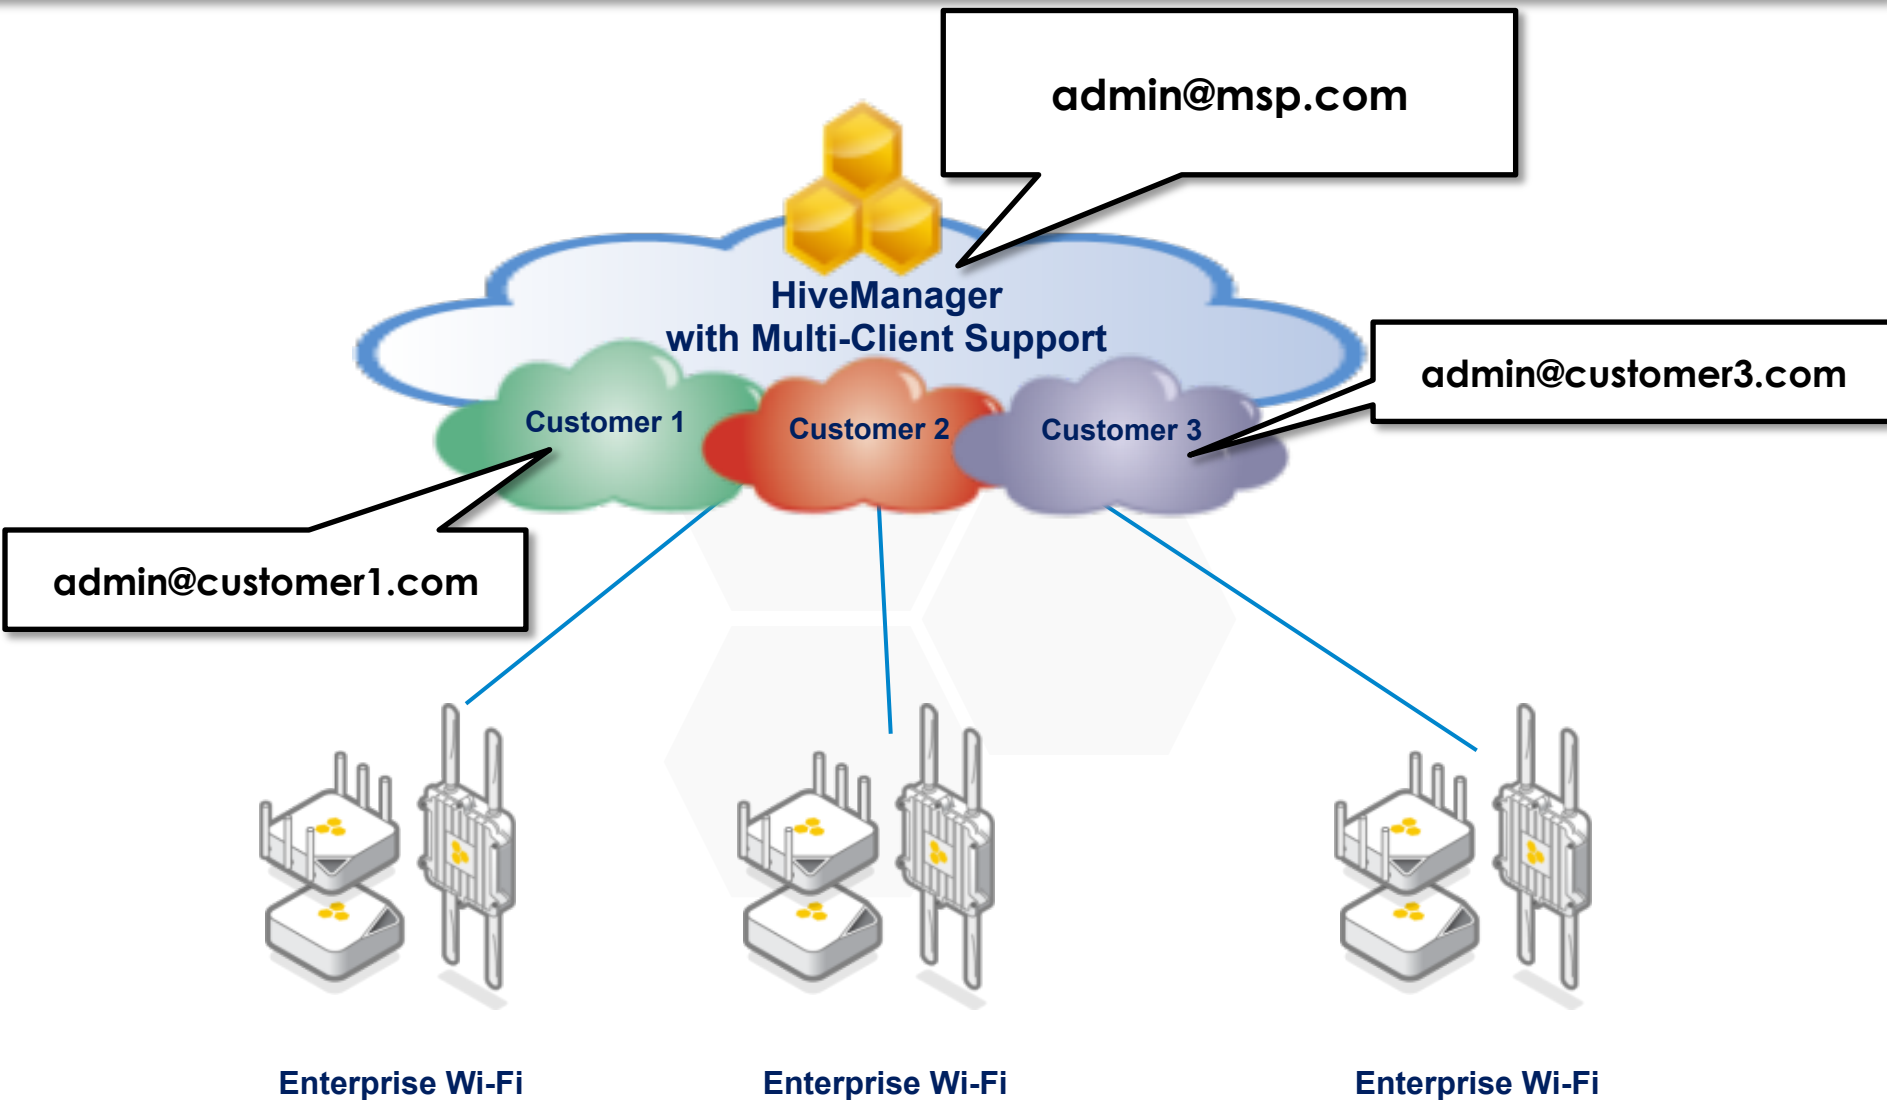 admin@msp.com
HiveManager
with Multi-Client Support
admin@customer3.com
Customer 1
Customer 2
Customer 3
admin@customer1.com
Enterprise Wi-Fi
Enterprise Wi-Fi
Enterprise Wi-Fi